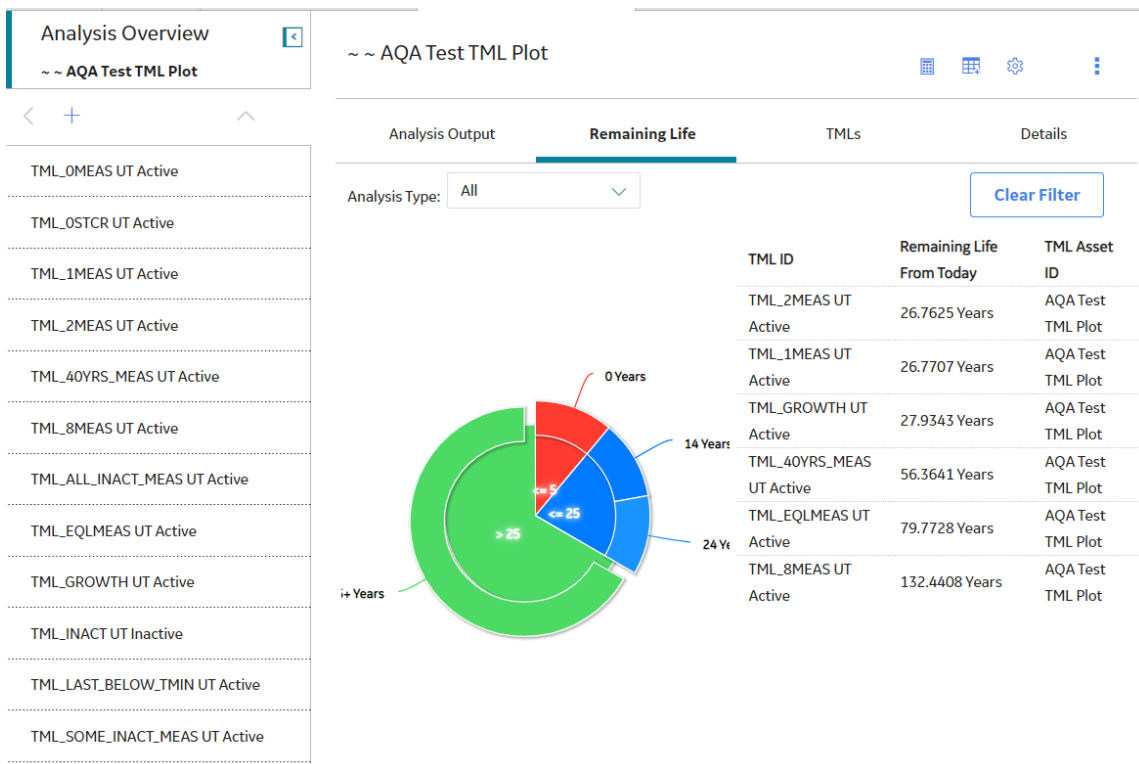 Analysis Overview
~ ~ AQA Test TML Plot
TML_0MEAS UT Active
TML_0STCR UT Active
TML_1MEAS UT Active
TML_2MEAS UT Active
TML_40YRS_MEAS UT Active
TML_8MEAS UT Active
TML_ALL_INACT_MEAS UT Active
TML_EQLMEAS UT Active
TML_GROWTH UT Active
TML_INACT UT Inactive
TML_LAST_BELOW_TMIN UT Active
TML_SOME_INACT_MEAS UT Active
~ ~ AQA Test TML Plot
Analysis Output Remaining Life TMLs Details
Analysis Type: All
Clear Filter
0 Years
14 Years
24 Ye
+ Years
<= 5
<= 25
> 25
TML ID
Remaining Life
From Today
TML Asset
ID
TML_2MEAS UT
Active
26.7625 Years
AQA Test
TML Plot
TML_1MEAS UT
Active
26.7707 Years
AQA Test
TML Plot
TML_GROWTH UT
Active
27.9343 Years
AQA Test
TML Plot
TML_40YRS_MEAS
UT Active
56.3641 Years
AQA Test
TML Plot
TML_EQLMEAS UT
Active
79.7728 Years
AQA Test
TML Plot
TML_8MEAS UT
Active
132.4408 Years
AQA Test
TML Plot